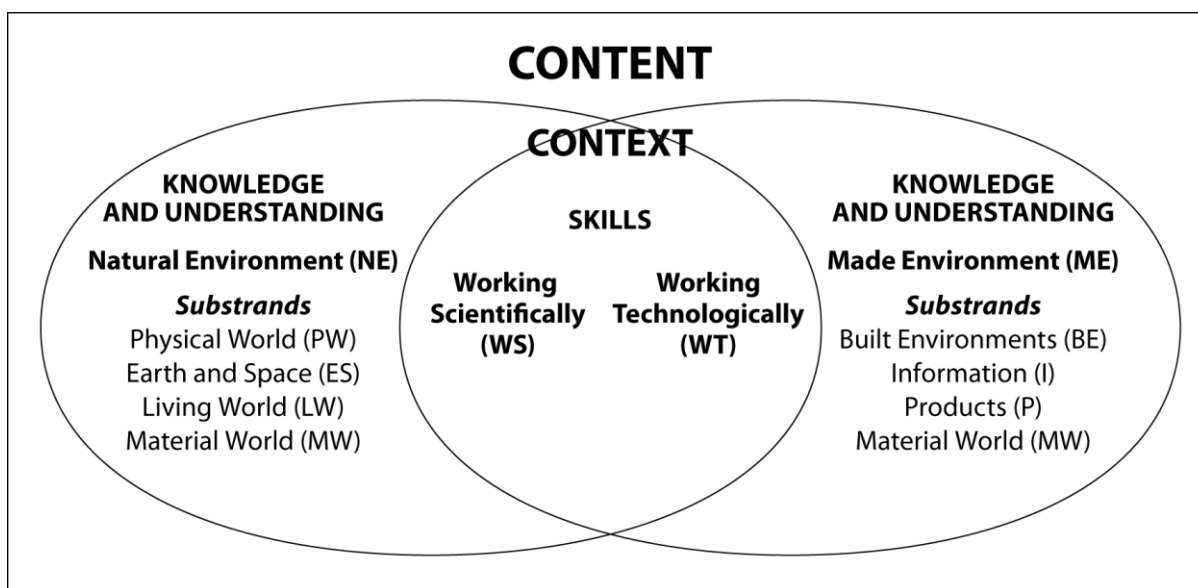 CONTENT
CONTEXT
KNOWLEDGE
AND UNDERSTANDING
Natural Environment (NE)
Substrands
Physical World (PW)
Earth and Space (ES)
Living World (LW)
Material World (MW)
SKILLS
Working
Scientifically
(WS)
Working
Technologically
(WT)
KNOWLEDGE
AND UNDERSTANDING
Made Environment (ME)
Substrands
Built Environments (BE)
Information (I)
Products (P)
Material World (MW)